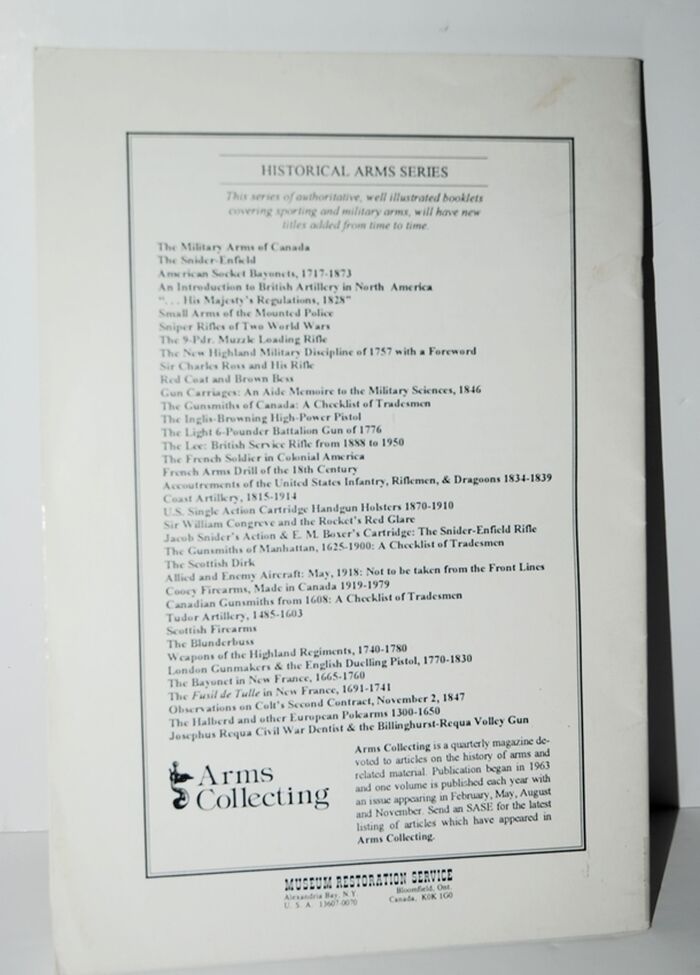 HISTORICAL ARMS SERIES
This series of authoritative, well illustrated booklets
covering sporting and military arms, will have new
titles added from time to time.
The Military Arms of Canada
The Snider-Enfield
American Socket Bayonets, 1717-1873
An Introduction to British Artillery in North America
"... His Majesty's Regulations, 1828"
Small Arms of the Mounted Police
Sniper Rifles of Two World Wars
The 9-Pdr. Muzzle Loading Rifle
The New Highland Military Discipline of 1757 with a Foreword
Sir Charles Ross and His Rifle
Red Coat and Brown Bess
Gun Carriages: An Aide Memoire to the Military Sciences, 1846
The Gunsmiths of Canada: A Checklist of Tradesmen
The Inglis-Browning High-Power Pistol
The Light 6-Pounder Battalion Gun of 1776
The Lee: British Service Rifle from 1888 to 1950
The French Soldier in Colonial America
French Arms Drill of the 18th Century
Accoutrements of the United States Infantry, Riflemen, & Dragoons 1834-1839
Coast Artillery, 1815-1914
U.S. Single Action Cartridge Handgun Holsters 1870-1910
Sir William Congreve and the Rocket's Red Glare
Jacob Snider's Action & E. M. Boxer's Cartridge: The Snider-Enfield Rifle
The Gunsmiths of Manhattan, 1625-1900: A Checklist of Tradesmen
The Scottish Dirk
Allied and Enemy Aircraft: May, 1918: Not to be taken from the Front Lines
Cooey Firearms, Made in Canada 1919-1979
Canadian Gunsmiths from 1608: A Checklist of Tradesmen
Tudor Artillery, 1485-1603
Scottish Firearms
The Blunderbuss
Weapons of the Highland Regiments, 1740-1780
London Gunmakers & the English Duelling Pistol, 1770-1830
The Bayonet in New France, 1665-1760
The Fusil de Tulle in New France, 1691-1741
Observations on Colt's Second Contract, November 2, 1847
The Halberd and other European Polearms 1300-1650
Josephus Requa Civil War Dentist & the Billinghurst-Requa Volley Gun
Arms
Collecting
Arms Collecting is a quarterly magazine de-
voted to articles on the history of arms and
related material. Publication began in 1963
and one volume is published each year with
an issue appearing in February, May, August
and November. Send an SASE for the latest
listing of articles which have appeared in
Arms Collecting.
MUSEUM RESTORATION SERVICE
Alexandria Bay, N.Y.
U. S. A. 13607-0070
Bloomfield, Ont.
Canada, K0K 1G0